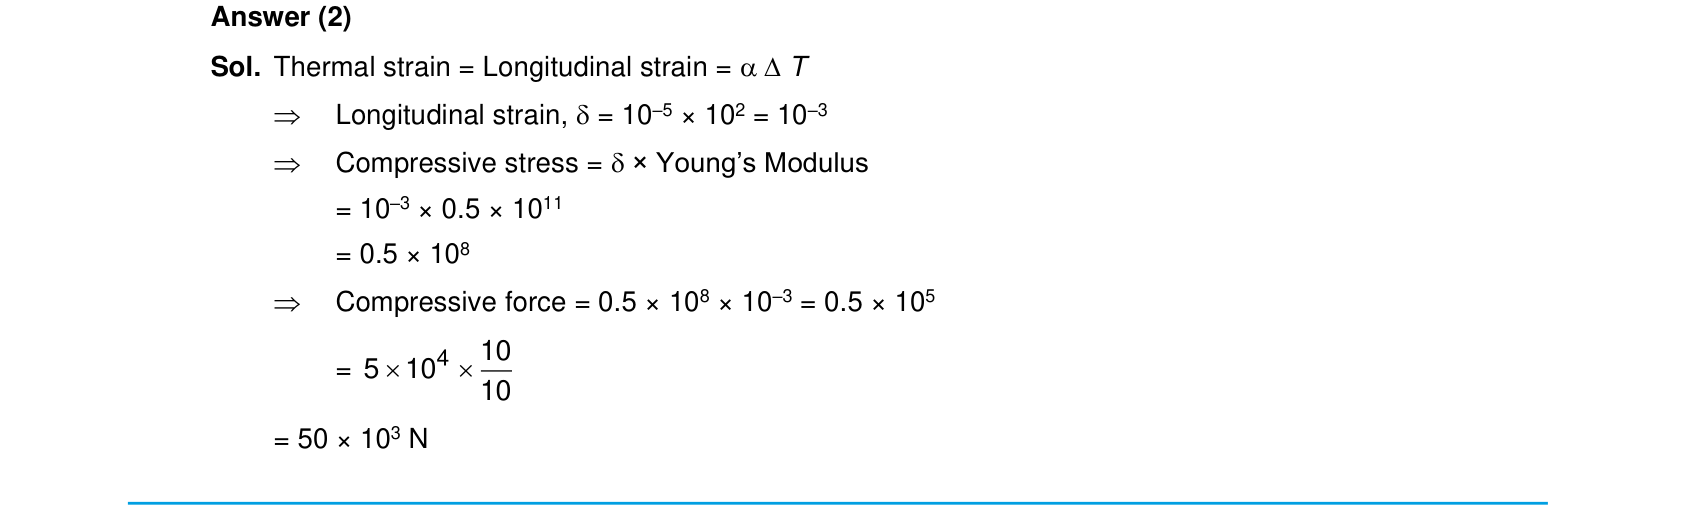 Answer (2)
Sol. Thermal strain = Longitudinal strain = α Δ T
⇒ Longitudinal strain, δ = 10⁻⁵ × 10² = 10⁻³
⇒ Compressive stress = δ × Young's Modulus
= 10⁻³ × 0.5 × 10¹¹
= 0.5 × 10⁸
⇒ Compressive force = 0.5 × 10⁸ × 10⁻³ = 0.5 × 10⁵
= 5 × 10⁴ × 10/10
= 50 × 10³ N